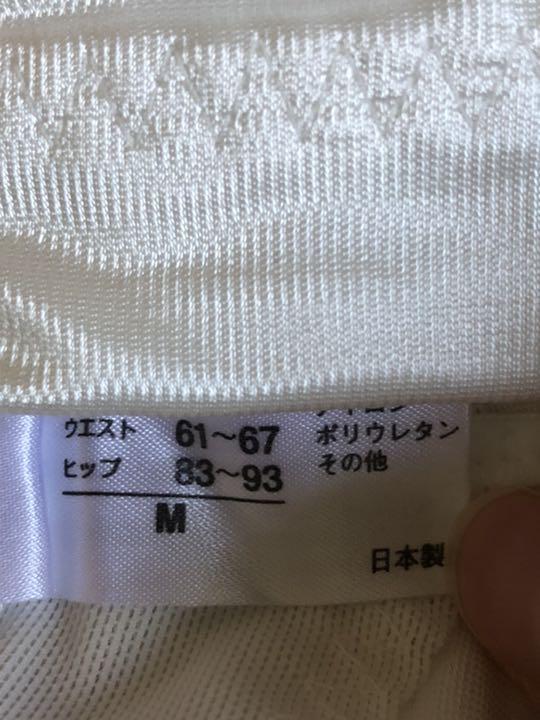 ウエスト 61～67
ヒップ 83～93
M
ポリウレタン
その他
日本製